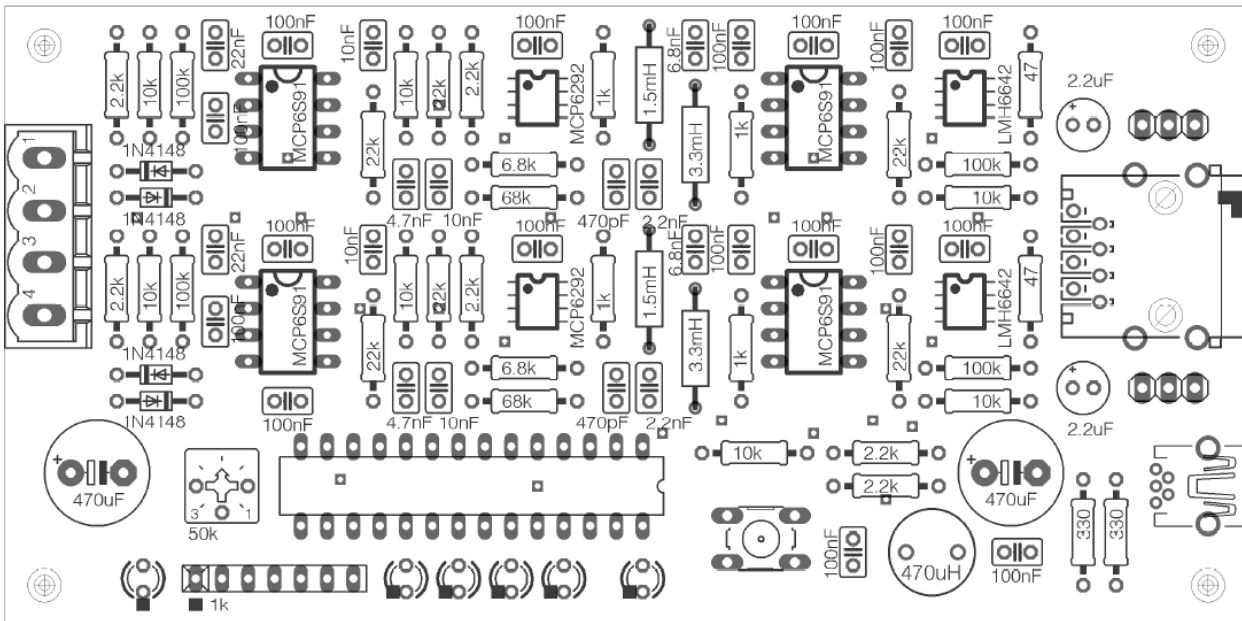 100nF 100nF 100nF 100nF
2.2k 10k 100k 22nF 10nF 10k 22k 2.2k 1k 1.5mH 6.8nF 100nF 100nF 47 2.2uF
MCP6S91 MCP6292 MCP6S91 LMH6642
1 100nF 22k 3.3mH 1k 22k
1N4148 6.8k 100k
2 68k 10k
1N4148 4.7nF 10nF 470pF 2.2nF
100nF 100nF 100nF 100nF
3 22nF 10nF 6.8nF 100nF 100nF
2.2k 10k 100k 10k 22k 2.2k 1k 1.5mH 47
4 100nF MCP6S91 MCP6292 MCP6S91 LMH6642
22k 3.3mH 1k 22k
1N4148 6.8k 100k
68k 10k
1N4148 100nF 4.7nF 10nF 470pF 2.2nF 2.2uF
10k 2.2k
470uF 2.2k 470uF
3 1
50k 330 330
100nF 470uH 100nF
1k